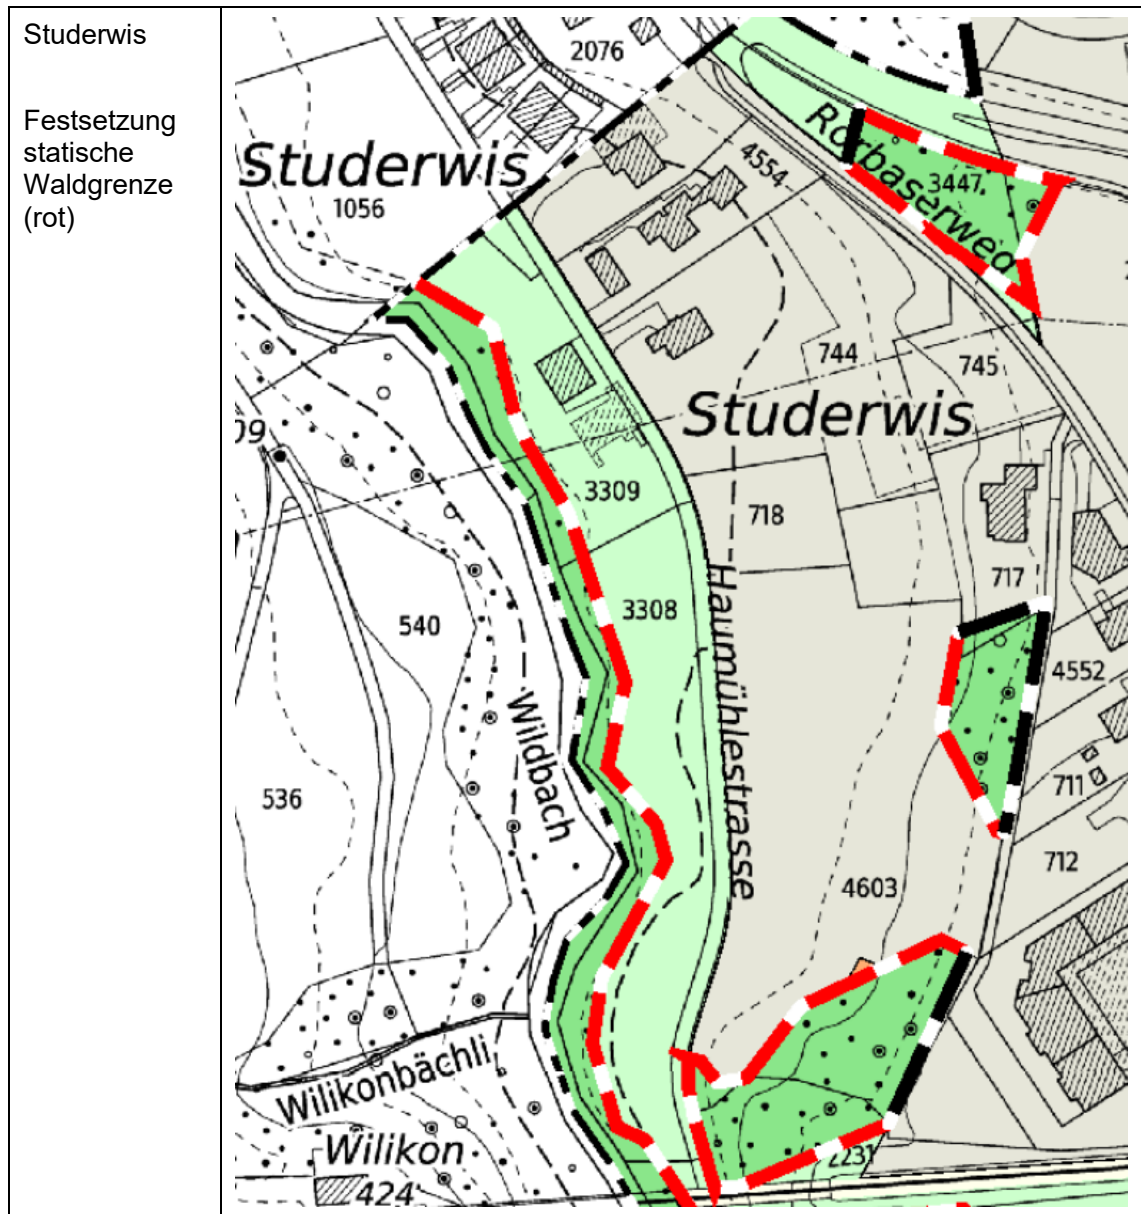 Studerwis
Festsetzung
statische
Waldgrenze
(rot)
2076
Studerwis
1056
4554
Rorbaserweg
3447
744
745
Studerwis
09
3309
718
717
540
3308
Haumühlestrasse
4552
Wildbach
536
711
712
4603
Wilikonbächli
Wilikon
424
2231